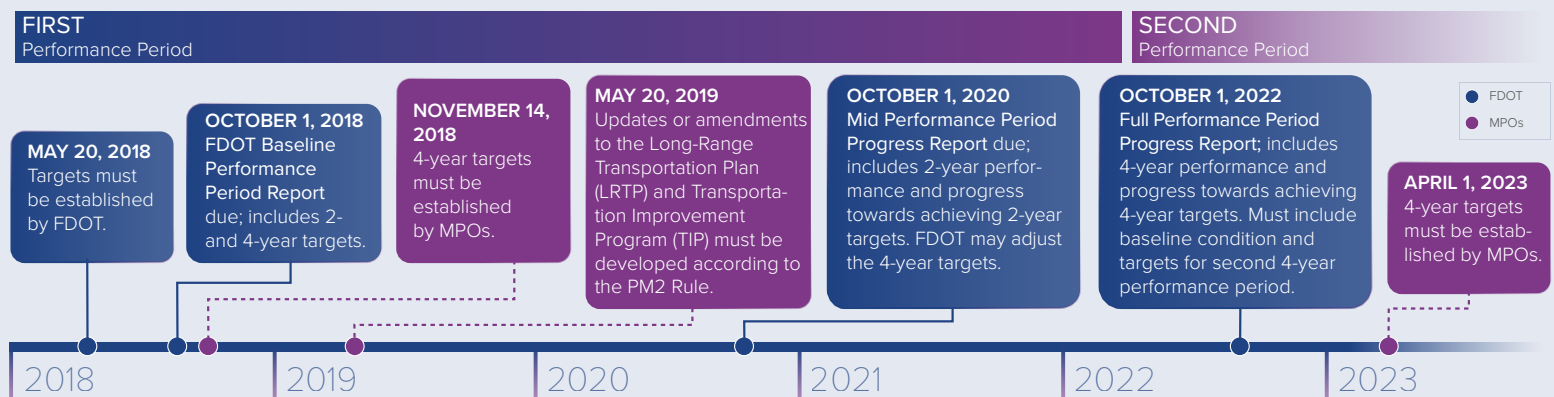 FIRST
Performance Period
SECOND
Performance Period
MAY 20, 2018
Targets must
be established
by FDOT.
OCTOBER 1, 2018
FDOT Baseline
Performance
Period Report
due; includes 2-
and 4-year targets.
NOVEMBER 14,
2018
4-year targets
must be
established
by MPOs.
MAY 20, 2019
Updates or amendments
to the Long-Range
Transportation Plan
(LRTP) and Transporta-
tion Improvement
Program (TIP) must be
developed according to
the PM2 Rule.
OCTOBER 1, 2020
Mid Performance Period
Progress Report due;
includes 2-year perfor-
mance and progress
towards achieving 2-year
targets. FDOT may adjust
the 4-year targets.
OCTOBER 1, 2022
Full Performance Period
Progress Report; includes
4-year performance and
progress towards achieving
4-year targets. Must include
baseline condition and
targets for second 4-year
performance period.
FDOT
MPOs
APRIL 1, 2023
4-year targets
must be estab-
lished by MPOs.
2018
2019
2020
2021
2022
2023